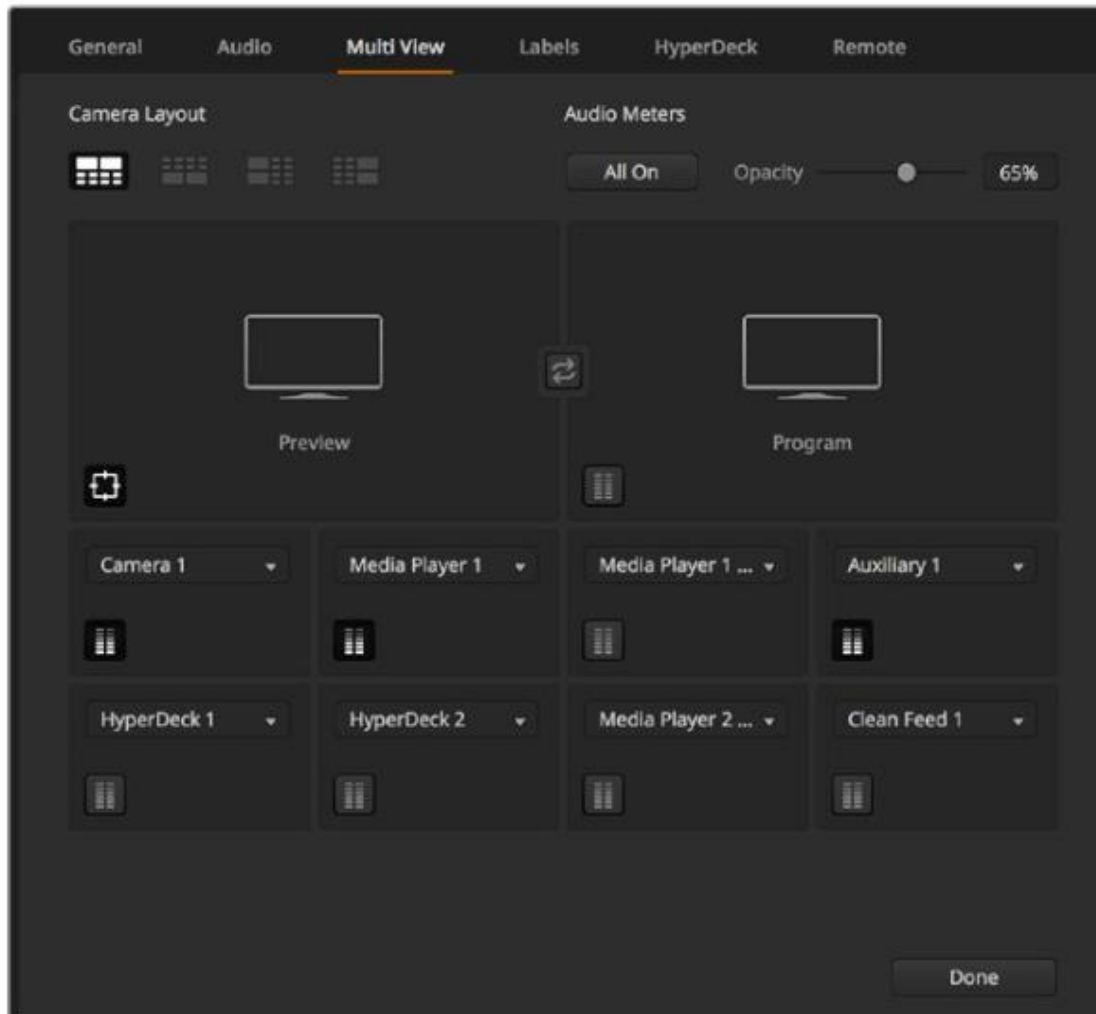 General Audio Multi View Labels HyperDeck Remote
Camera Layout Audio Meters
All On Opacity 65%
Preview Program
Camera 1 Media Player 1 Media Player 1 ... Auxiliary 1
HyperDeck 1 HyperDeck 2 Media Player 2 ... Clean Feed 1
Done